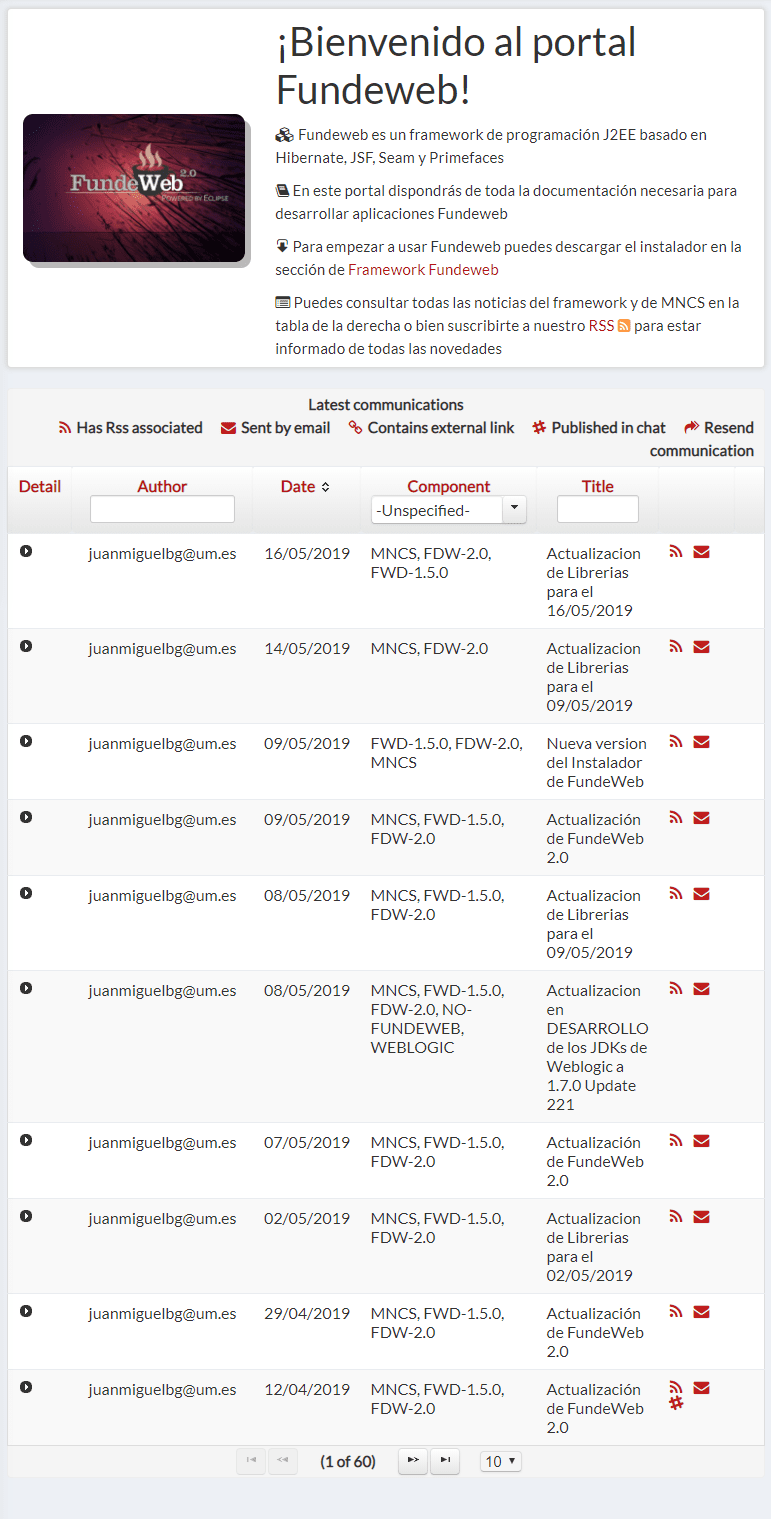 ¡Bienvenido al portal
Fundeweb!
FundeWeb 2.0
POWERED BY ECLIPSE
Fundeweb es un framework de programación J2EE basado en
Hibernate, JSF, Seam y Primefaces
En este portal dispondrás de toda la documentación necesaria para
desarrollar aplicaciones Fundeweb
Para empezar a usar Fundeweb puedes descargar el instalador en la
sección de Framework Fundeweb
Puedes consultar todas las noticias del framework y de MNCS en la
tabla de la derecha o bien suscribirte a nuestro RSS para estar
informado de todas las novedades
Latest communications
Has Rss associated Sent by email Contains external link Published in chat Resend
communication
Detail Author Date Component Title
-Unspecified-
juanmiguelbg@um.es 16/05/2019 MNCS, FDW-2.0, Actualizacion
FWD-1.5.0 de Librerias
para el
16/05/2019
juanmiguelbg@um.es 14/05/2019 MNCS, FDW-2.0 Actualizacion
de Librerias
para el
09/05/2019
juanmiguelbg@um.es 09/05/2019 FWD-1.5.0, FDW-2.0, Nueva version
MNCS del Instalador
de FundeWeb
juanmiguelbg@um.es 09/05/2019 MNCS, FWD-1.5.0, Actualización
FDW-2.0 de FundeWeb
2.0
juanmiguelbg@um.es 08/05/2019 MNCS, FWD-1.5.0, Actualizacion
FDW-2.0 de Librerias
para el
09/05/2019
juanmiguelbg@um.es 08/05/2019 MNCS, FWD-1.5.0, Actualizacion
FDW-2.0, NO- en
FUNDEWEB, DESARROLLO
WEBLOGIC de los JDKs de
Weblogic a
1.7.0 Update
221
juanmiguelbg@um.es 07/05/2019 MNCS, FWD-1.5.0, Actualización
FDW-2.0 de FundeWeb
2.0
juanmiguelbg@um.es 02/05/2019 MNCS, FWD-1.5.0, Actualizacion
FDW-2.0 de Librerias
para el
02/05/2019
juanmiguelbg@um.es 29/04/2019 MNCS, FWD-1.5.0, Actualización
FDW-2.0 de FundeWeb
2.0
juanmiguelbg@um.es 12/04/2019 MNCS, FWD-1.5.0, Actualización
FDW-2.0 de FundeWeb
2.0
(1 of 60) 10